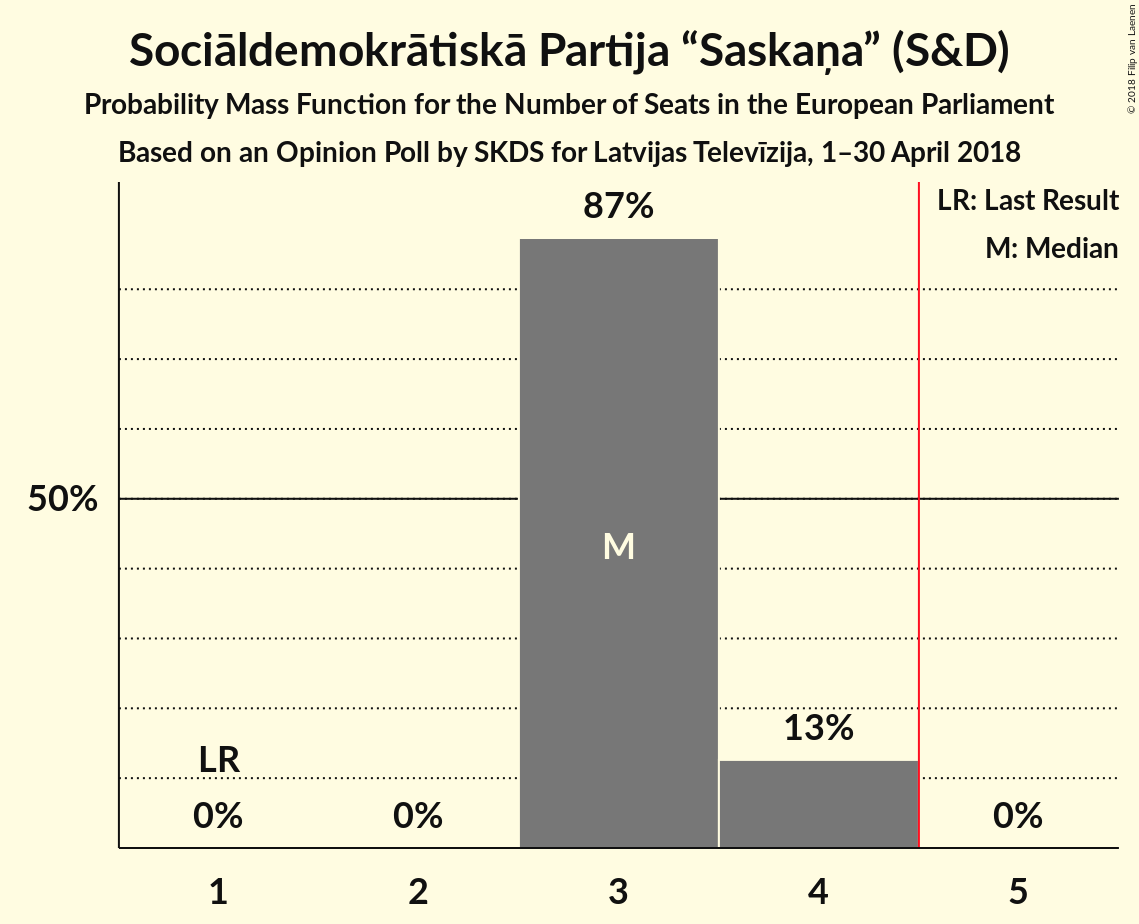 Sociāldemokrātiskā Partija “Saskaņa” (S&D)
Probability Mass Function for the Number of Seats in the European Parliament
Based on an Opinion Poll by SKDS for Latvijas Televīzija, 1–30 April 2018
© 2018 Filip van Laenen
LR: Last Result
M: Median
87%
50%
M
13%
LR
0%
0%
0%
1
2
3
4
5